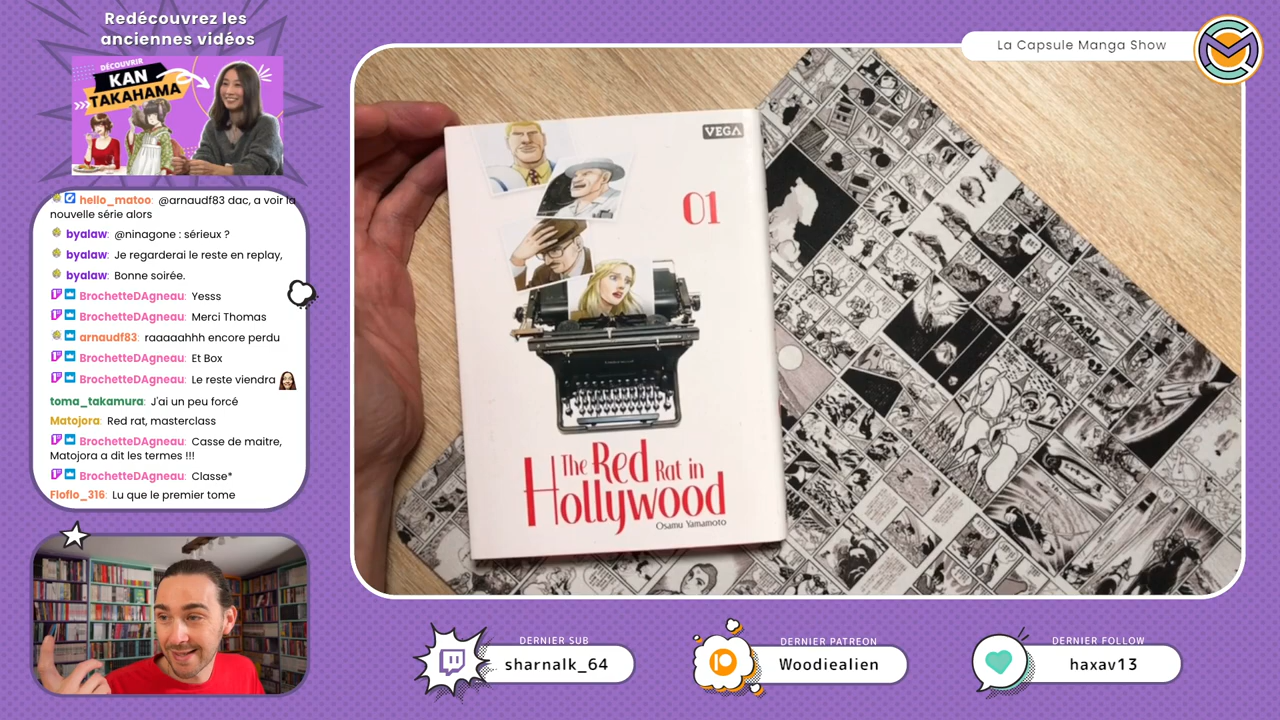 Redécouvrez les
anciennes vidéos
DÉCOUVRIR
KAN
TAKAHAMA
hello_matoo: @arnaudf83 dac, a voir la
nouvelle série alors
byalaw: @ninagone : sérieux ?
byalaw: Je regarderai le reste en replay,
byalaw: Bonne soirée.
BrochetteDAgneau: Yesss
BrochetteDAgneau: Merci Thomas
arnaudf83: raaaaahhh encore perdu
BrochetteDAgneau: Et Box
BrochetteDAgneau: Le reste viendra
toma_takamura: J'ai un peu forcé
Matojora: Red rat, masterclass
BrochetteDAgneau: Casse de maitre,
Matojora a dit les termes !!!
BrochetteDAgneau: Classe*
Floflo_316: Lu que le premier tome
La Capsule Manga Show
VEGA
01
The Red Rat in
Hollywood
Osamu Yamamoto
DERNIER SUB
sharnalk_64
DERNIER PATREON
Woodiealien
DERNIER FOLLOW
haxav13